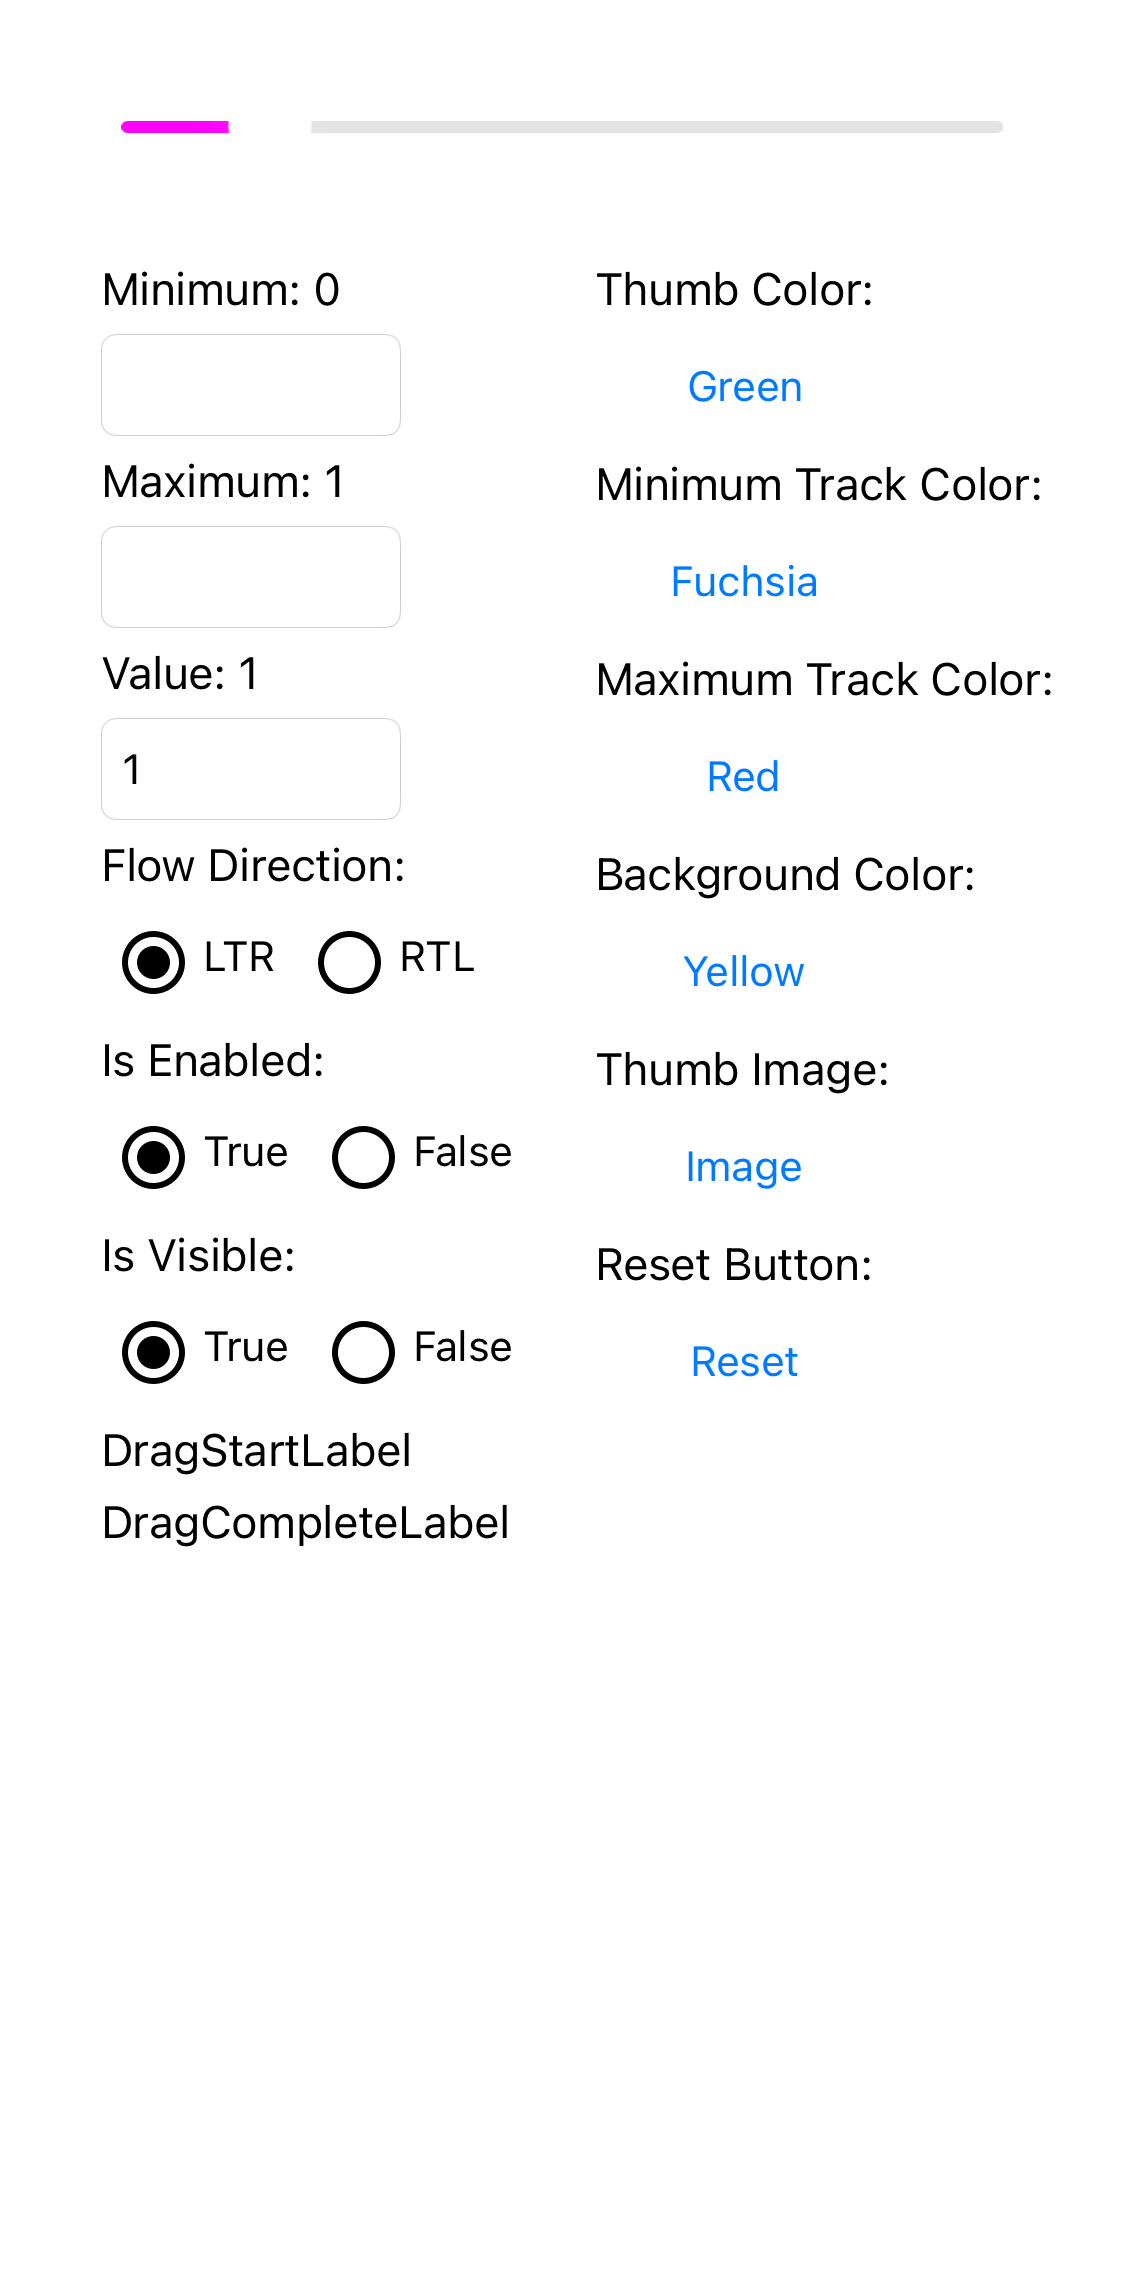 Minimum: 0
Maximum: 1
Value: 1
1
Flow Direction:
LTR RTL
Is Enabled:
True False
Is Visible:
True False
DragStartLabel
DragCompleteLabel
Thumb Color:
Green
Minimum Track Color:
Fuchsia
Maximum Track Color:
Red
Background Color:
Yellow
Thumb Image:
Image
Reset Button:
Reset